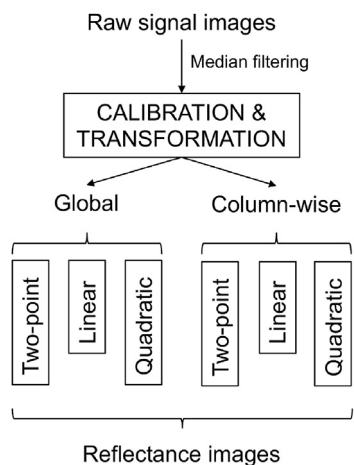 Raw signal images
Median filtering
CALIBRATION &
TRANSFORMATION
Global
Column-wise
Two-point
Linear
Quadratic
Two-point
Linear
Quadratic
Reflectance images